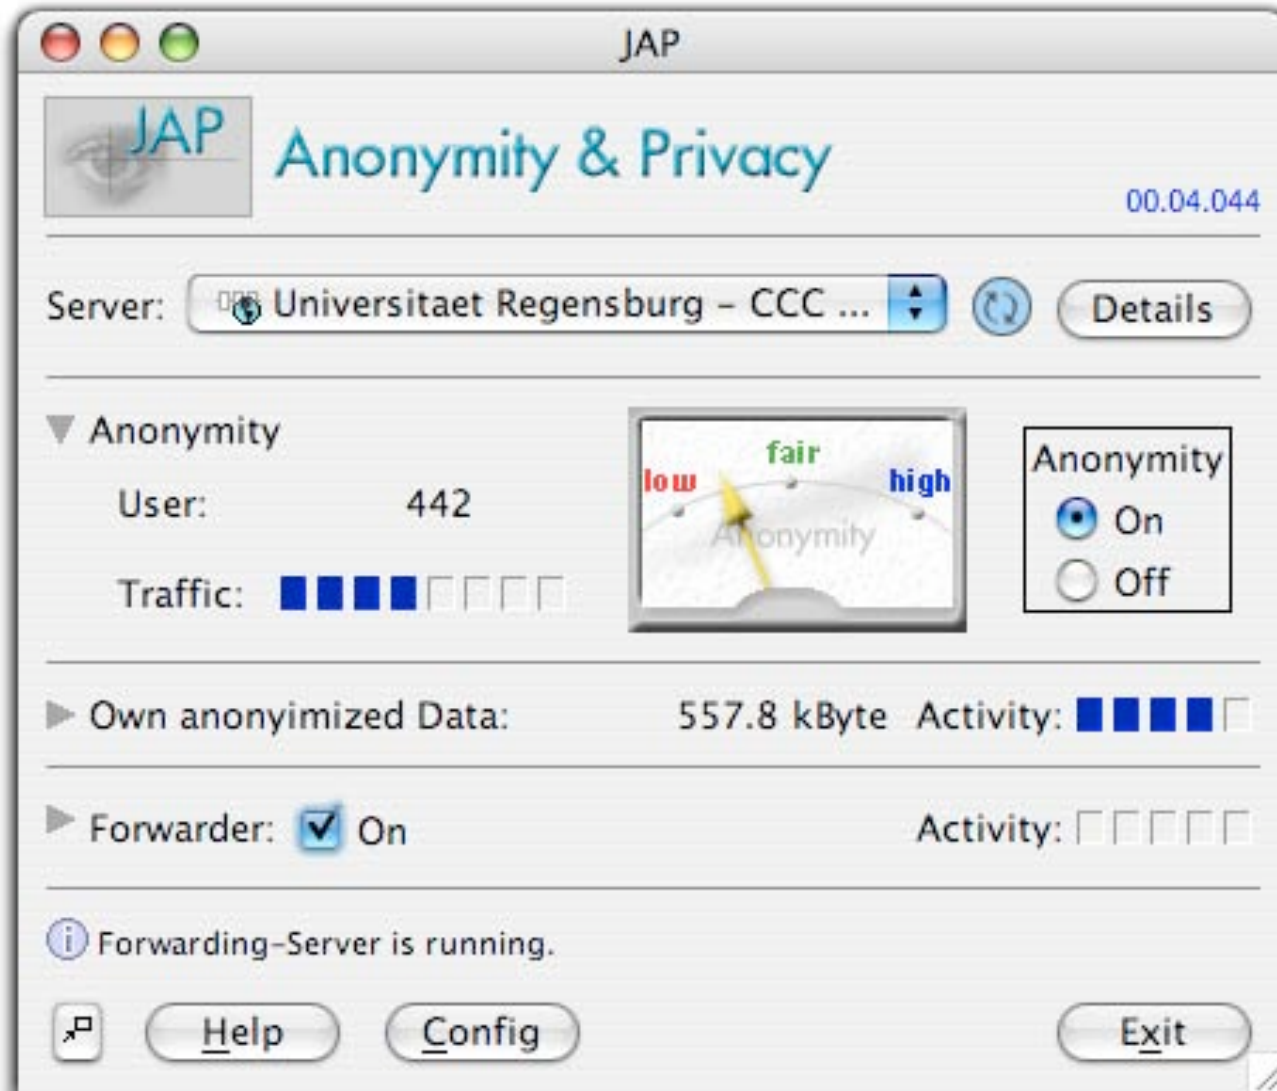 JAP
JAP
Anonymity & Privacy
00.04.044
Server: Universitaet Regensburg – CCC ... Details
Anonymity
User: 442
Traffic:
low fair high
Anonymity
Anonymity
On
Off
Own anonyimized Data: 557.8 kByte Activity:
Forwarder: On Activity:
i Forwarding-Server is running.
Help Config Exit